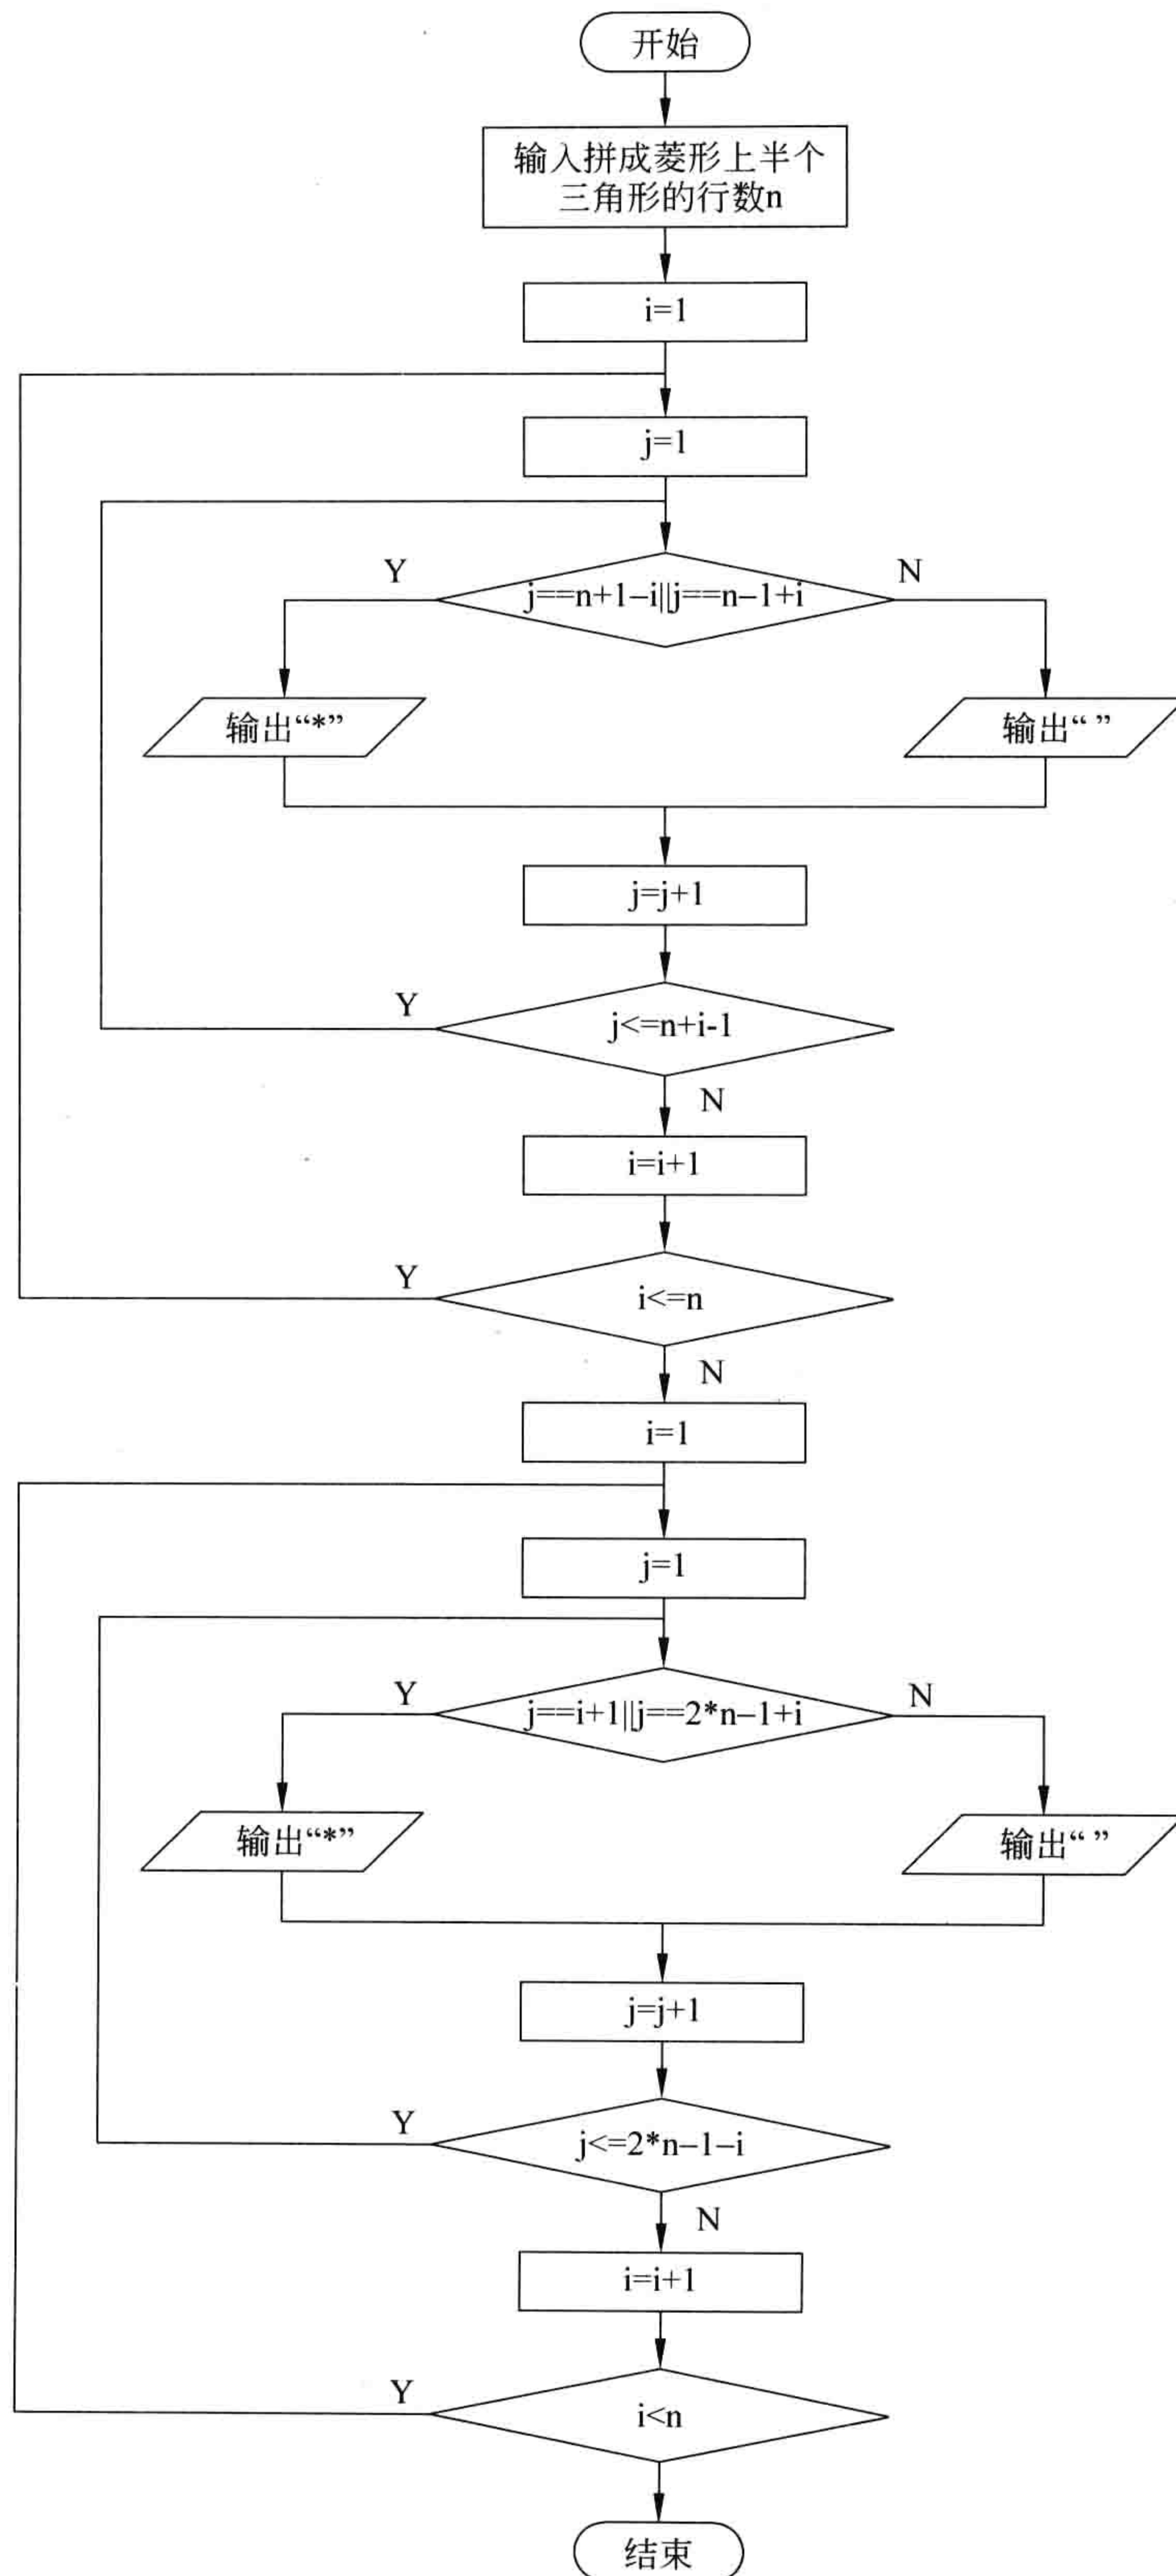 开始
输入拼成菱形上半个
三角形的行数n
i=1
j=1
Y
j==n+1–i||j==n–1+i
N
输出“*”
输出“ ”
j=j+1
Y
j<=n+i-1
N
i=i+1
Y
i<=n
N
i=1
j=1
Y
j==i+1||j==2*n–1+i
N
输出“*”
输出“ ”
j=j+1
Y
j<=2*n–1–i
N
i=i+1
Y
i<n
结束